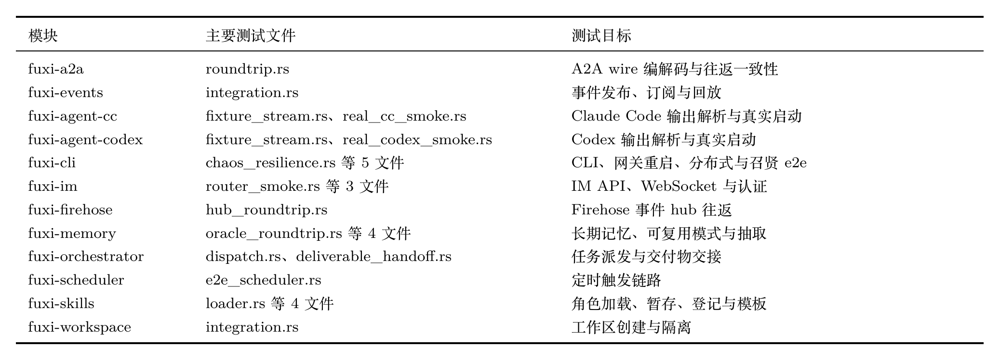 模块 主要测试文件 测试目标
fuxi-a2a roundtrip.rs A2A wire 编解码与往返一致性
fuxi-events integration.rs 事件发布、订阅与回放
fuxi-agent-cc fixture_stream.rs、real_cc_smoke.rs Claude Code 输出解析与真实启动
fuxi-agent-codex fixture_stream.rs、real_codex_smoke.rs Codex 输出解析与真实启动
fuxi-cli chaos_resilience.rs 等 5 文件 CLI、网关重启、分布式与召贤 e2e
fuxi-im router_smoke.rs 等 3 文件 IM API、WebSocket 与认证
fuxi-firehose hub_roundtrip.rs Firehose 事件 hub 往返
fuxi-memory oracle_roundtrip.rs 等 4 文件 长期记忆、可复用模式与抽取
fuxi-orchestrator dispatch.rs、deliverable_handoff.rs 任务派发与交付物交接
fuxi-scheduler e2e_scheduler.rs 定时触发链路
fuxi-skills loader.rs 等 4 文件 角色加载、暂存、登记与模板
fuxi-workspace integration.rs 工作区创建与隔离